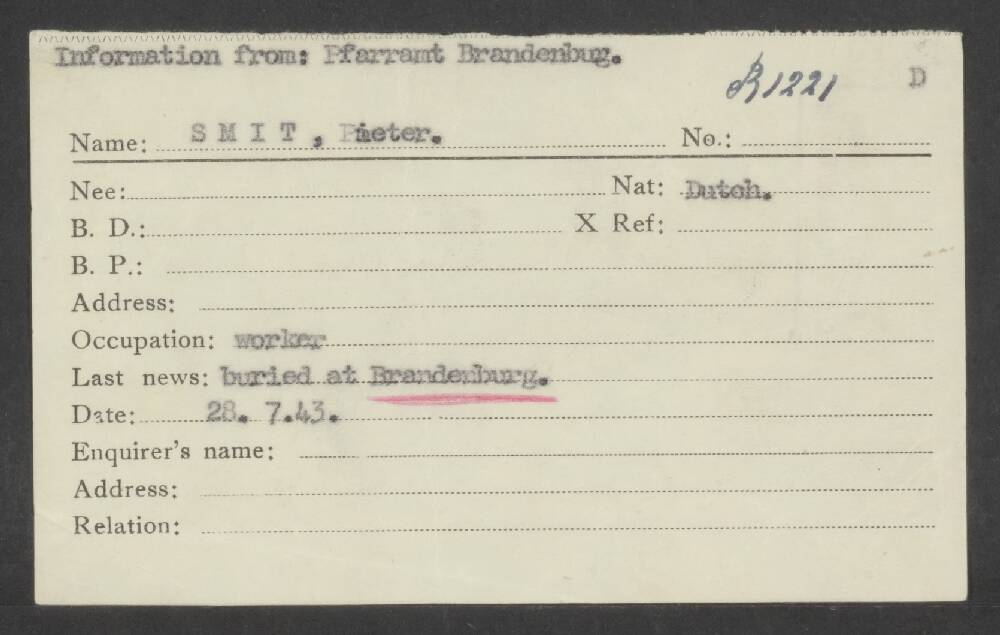 Information from: Pfarramt Brandenbug.
R1221 D
Name: S M I T , Pieter. No.:
Nee: Nat: Dutch.
B. D.: X Ref:
B. P.:
Address:
Occupation: worker
Last news: buried at Brandenburg.
Date: 28. 7.43.
Enquirer's name:
Address:
Relation: